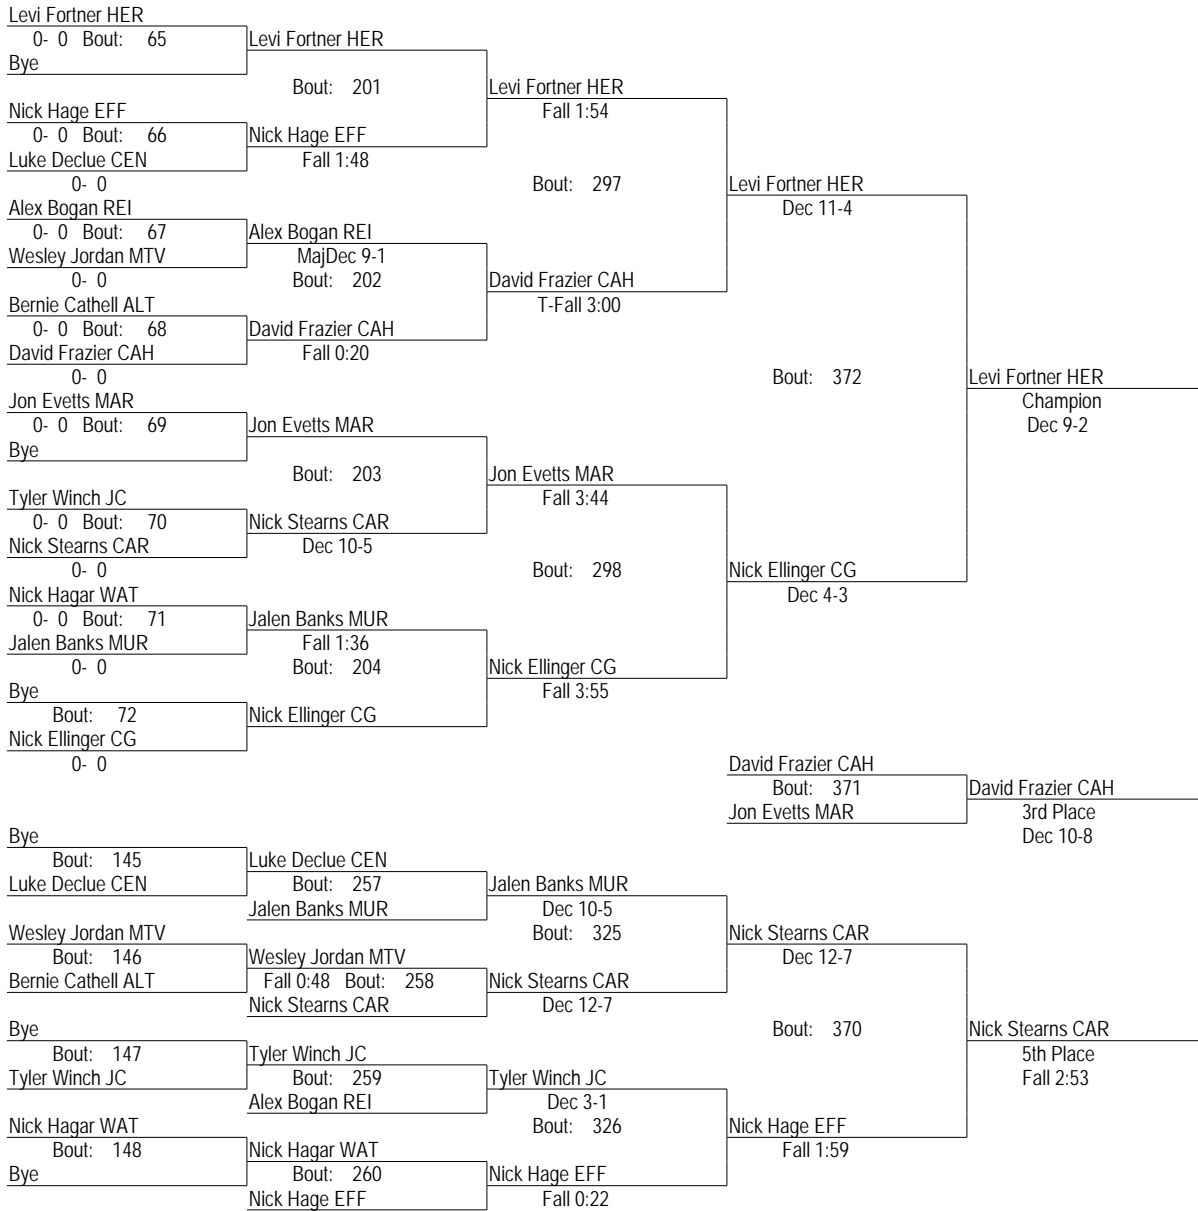 Levi Fortner HER
0- 0 Bout: 65 Levi Fortner HER
Bye
Bout: 201 Levi Fortner HER
Nick Hage EFF Fall 1:54
0- 0 Bout: 66 Nick Hage EFF
Luke Declue CEN Fall 1:48
0- 0 Bout: 297 Levi Fortner HER
Alex Bogan REI Dec 11-4
0- 0 Bout: 67 Alex Bogan REI
Wesley Jordan MTV MajDec 9-1
0- 0 Bout: 202 David Frazier CAH
Bernie Cathell ALT T-Fall 3:00
0- 0 Bout: 68 David Frazier CAH
David Frazier CAH Fall 0:20
0- 0 Bout: 372 Levi Fortner HER
Jon Evetts MAR Champion
0- 0 Bout: 69 Jon Evetts MAR Dec 9-2
Bye
Bout: 203 Jon Evetts MAR
Tyler Winch JC Fall 3:44
0- 0 Bout: 70 Nick Stearns CAR
Nick Stearns CAR Dec 10-5
0- 0 Bout: 298 Nick Ellinger CG
Nick Hagar WAT Dec 4-3
0- 0 Bout: 71 Jalen Banks MUR
Jalen Banks MUR Fall 1:36
0- 0 Bout: 204 Nick Ellinger CG
Bye Fall 3:55
Bout: 72 Nick Ellinger CG
Nick Ellinger CG
0- 0 David Frazier CAH
Bout: 371 David Frazier CAH
Jon Evetts MAR 3rd Place
Bye Dec 10-8
Bout: 145 Luke Declue CEN
Luke Declue CEN Bout: 257 Jalen Banks MUR
Jalen Banks MUR Dec 10-5
Wesley Jordan MTV Bout: 325 Nick Stearns CAR
Bout: 146 Wesley Jordan MTV Dec 12-7
Bernie Cathell ALT Fall 0:48 Bout: 258 Nick Stearns CAR
Nick Stearns CAR Dec 12-7
Bye Bout: 370 Nick Stearns CAR
Bout: 147 Tyler Winch JC 5th Place
Tyler Winch JC Bout: 259 Tyler Winch JC Fall 2:53
Alex Bogan REI Dec 3-1
Nick Hagar WAT Bout: 326 Nick Hage EFF
Bout: 148 Nick Hagar WAT Fall 1:59
Bye Bout: 260 Nick Hage EFF
Nick Hage EFF Fall 0:22